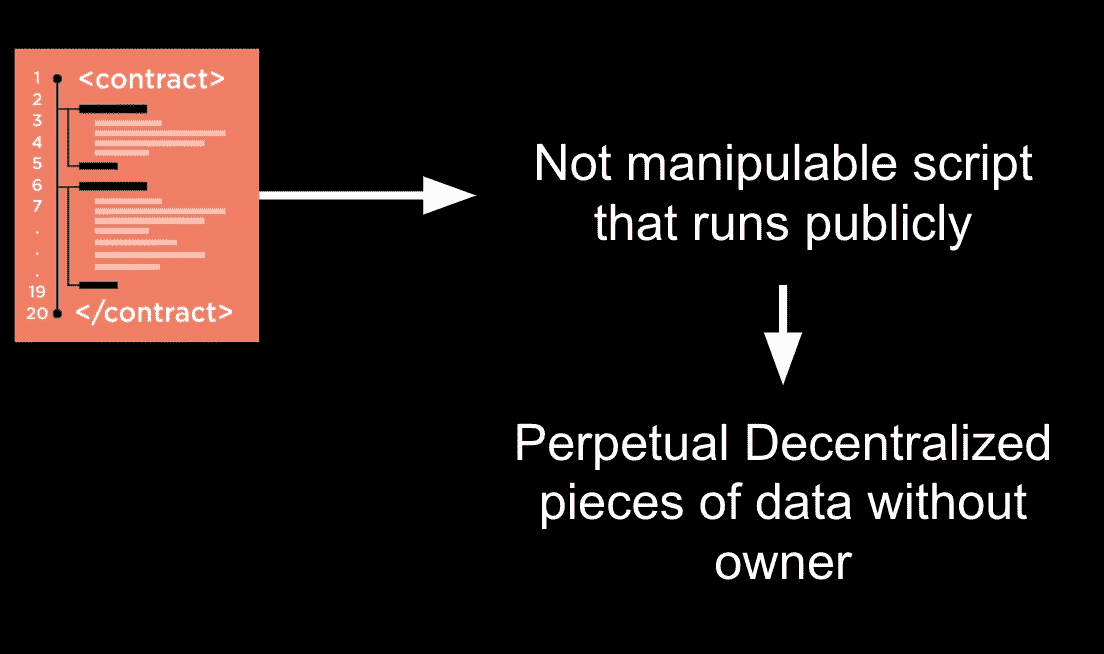 1
<contract>
2
3
4
5
6
7
.
.
.
19
20
</contract>
Not manipulable script
that runs publicly
Perpetual Decentralized
pieces of data without
owner